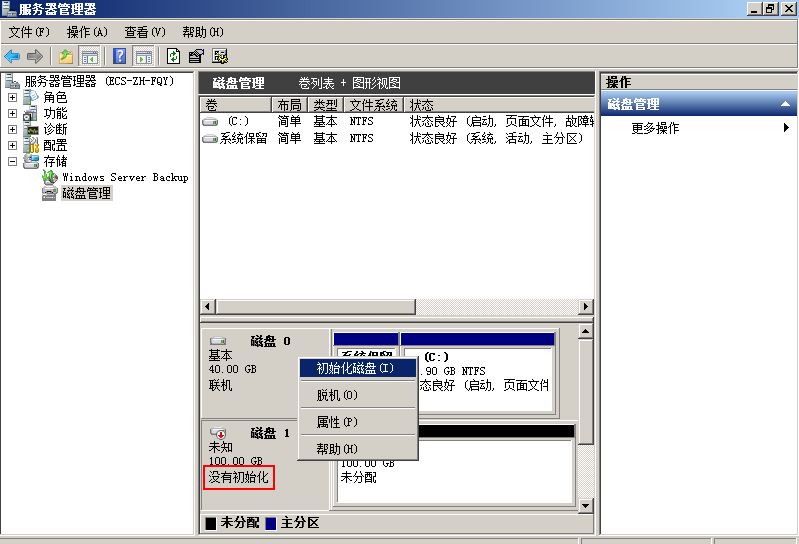 服务器管理器
文件(F) 操作(A) 查看(V) 帮助(H)
服务器管理器 (ECS-ZH-FQY)
角色
功能
诊断
配置
存储
Windows Server Backup
磁盘管理
磁盘管理 卷列表 + 图形视图
卷 布局 类型 文件系统 状态
(C:) 简单 基本 NTFS 状态良好 (启动, 页面文件, 故障
系统保留 简单 基本 NTFS 状态良好 (系统, 活动, 主分区)
磁盘 0
基本
40.00 GB
联机
系统保留
(C:)
.90 GB NTFS
态良好 (启动, 页面文件
初始化磁盘(I)
脱机(O)
属性(P)
帮助(H)
磁盘 1
未知
100.00 GB
没有初始化
100.00 GB
未分配
未分配 主分区
操作
磁盘管理
更多操作